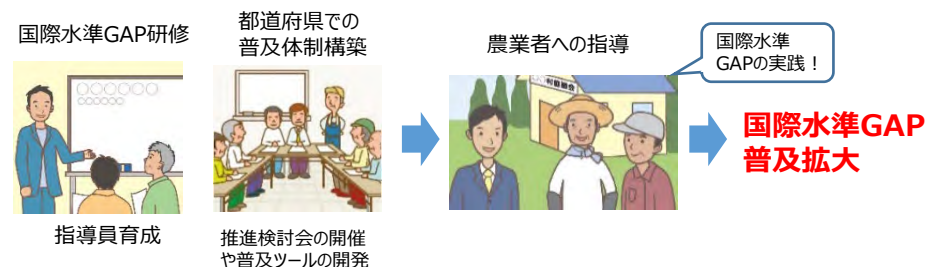 国際水準GAP研修
指導員育成
都道府県での
普及体制構築
推進検討会の開催
や普及ツールの開発
農業者への指導
国際水準
GAPの実践！
国際水準GAP
普及拡大